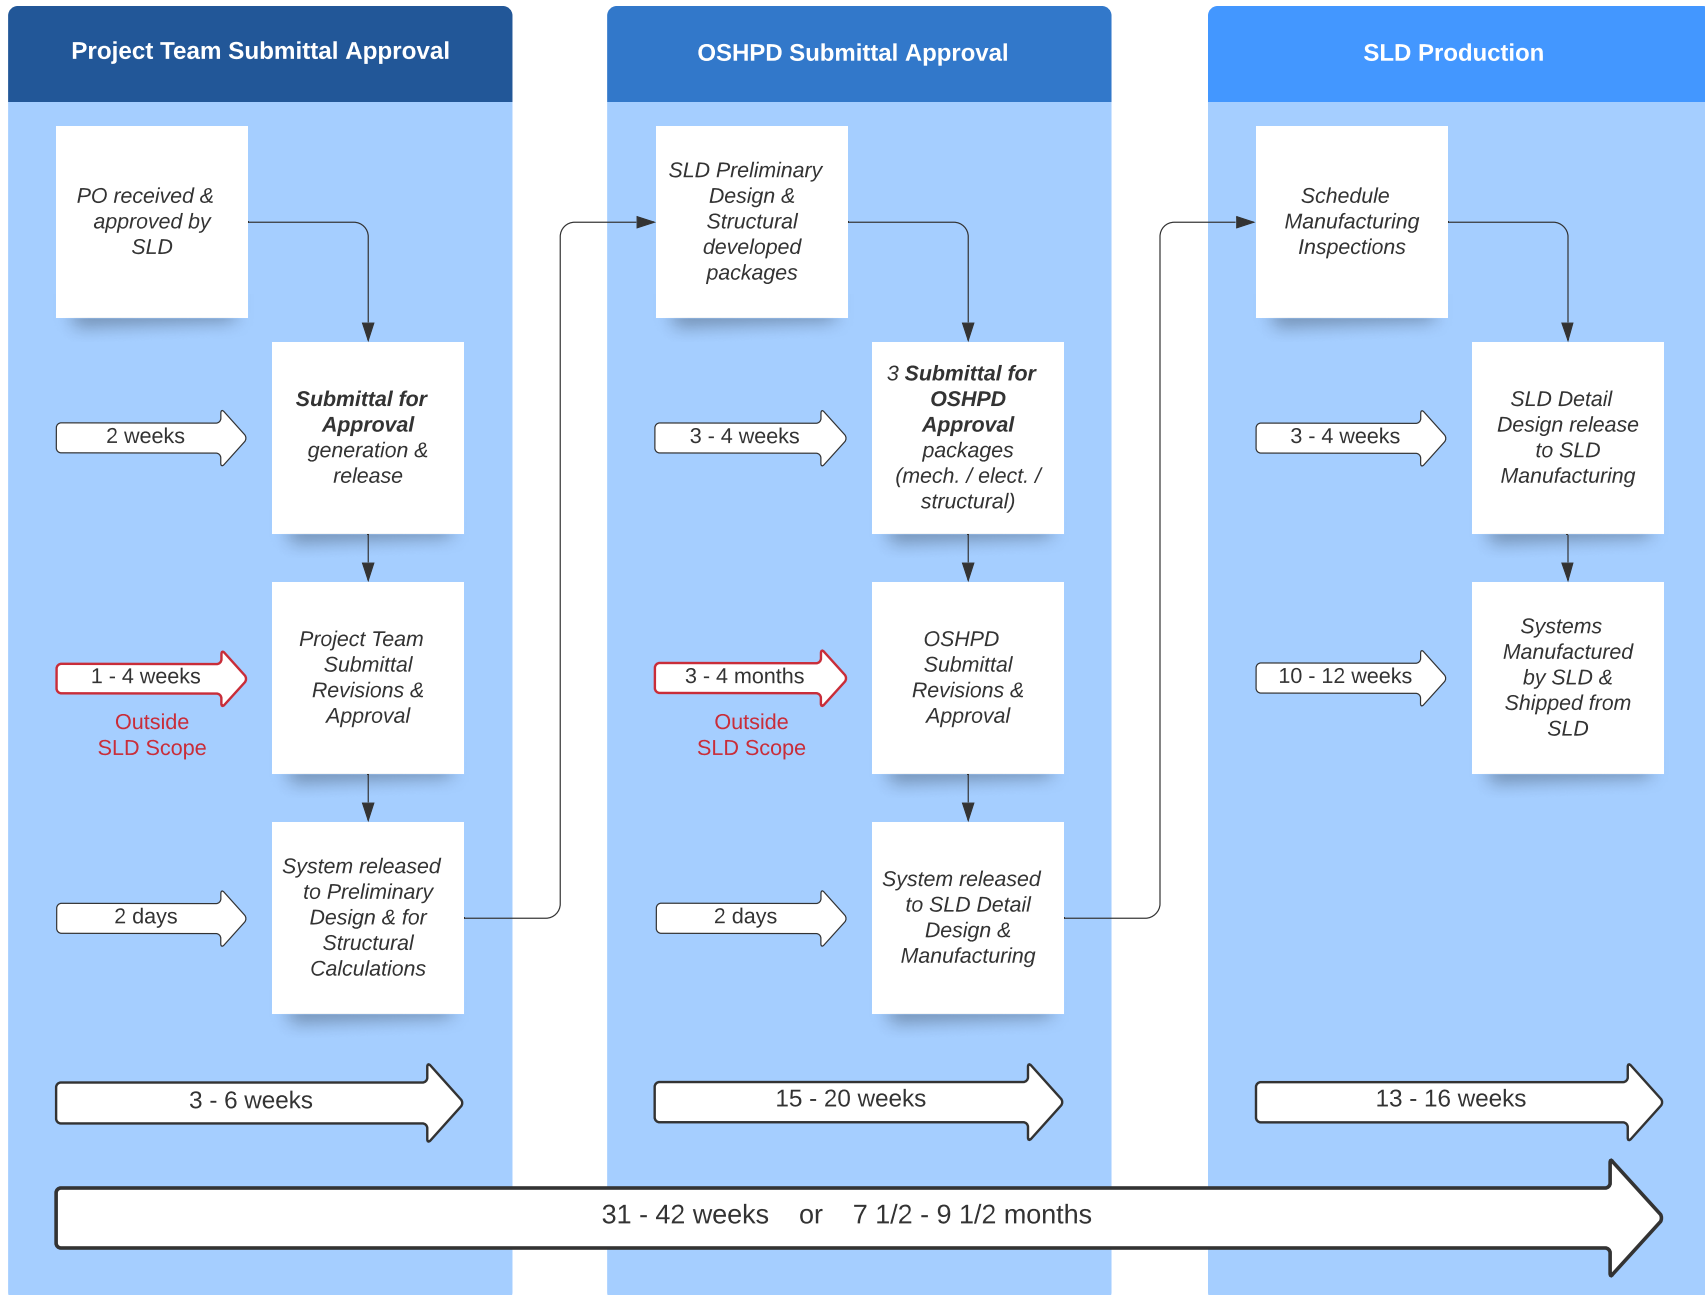 Project Team Submittal Approval
PO received &
approved by
SLD
2 weeks
Submittal for
Approval
generation &
release
1 - 4 weeks
Outside
SLD Scope
Project Team
Submittal
Revisions &
Approval
2 days
System released
to Preliminary
Design & for
Structural
Calculations
3 - 6 weeks
OSHPD Submittal Approval
SLD Preliminary
Design &
Structural
developed
packages
3 - 4 weeks
3 Submittal for
OSHPD
Approval
packages
(mech. / elect. /
structural)
3 - 4 months
Outside
SLD Scope
OSHPD
Submittal
Revisions &
Approval
2 days
System released
to SLD Detail
Design &
Manufacturing
15 - 20 weeks
SLD Production
Schedule
Manufacturing
Inspections
3 - 4 weeks
SLD Detail
Design release
to SLD
Manufacturing
10 - 12 weeks
Systems
Manufactured
by SLD &
Shipped from
SLD
13 - 16 weeks
31 - 42 weeks or 7 1/2 - 9 1/2 months